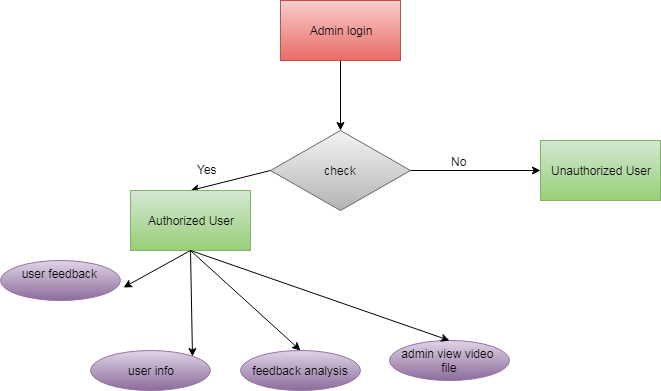 Admin login
check
Yes
No
Unauthorized User
Authorized User
user feedback
user info
feedback analysis
admin view video
file